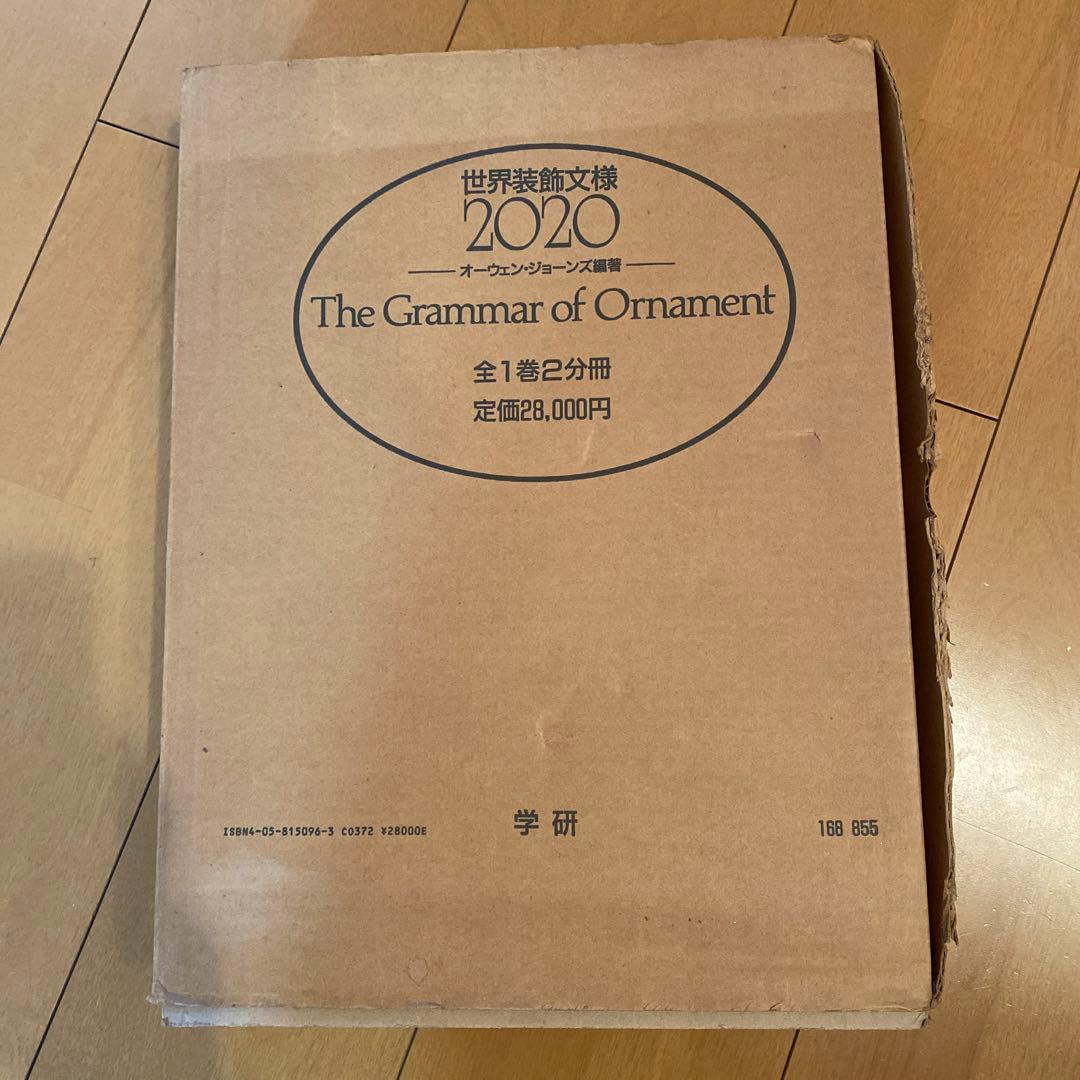 世界装飾文様
2020
オーウェン・ジョーンズ編著
The Grammar of Ornament
全1巻2分冊
定価28,000円
ISBN4-05-815096-3 C0372 ¥28000E
学研
168 855